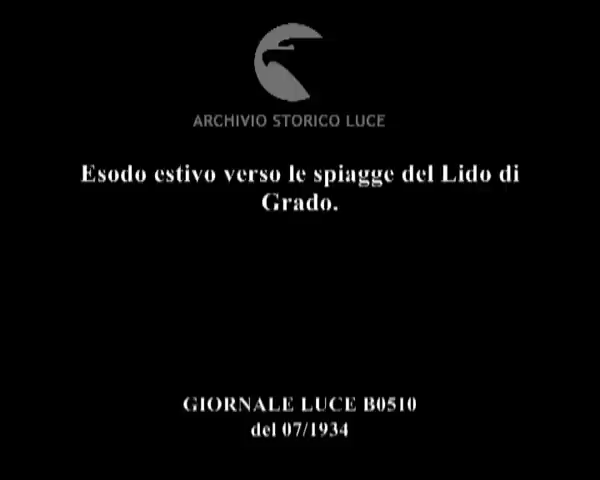 ARCHIVIO STORICO LUCE
Esodo estivo verso le spiagge del Lido di
Grado.
GIORNALE LUCE B0510
del 07/1934